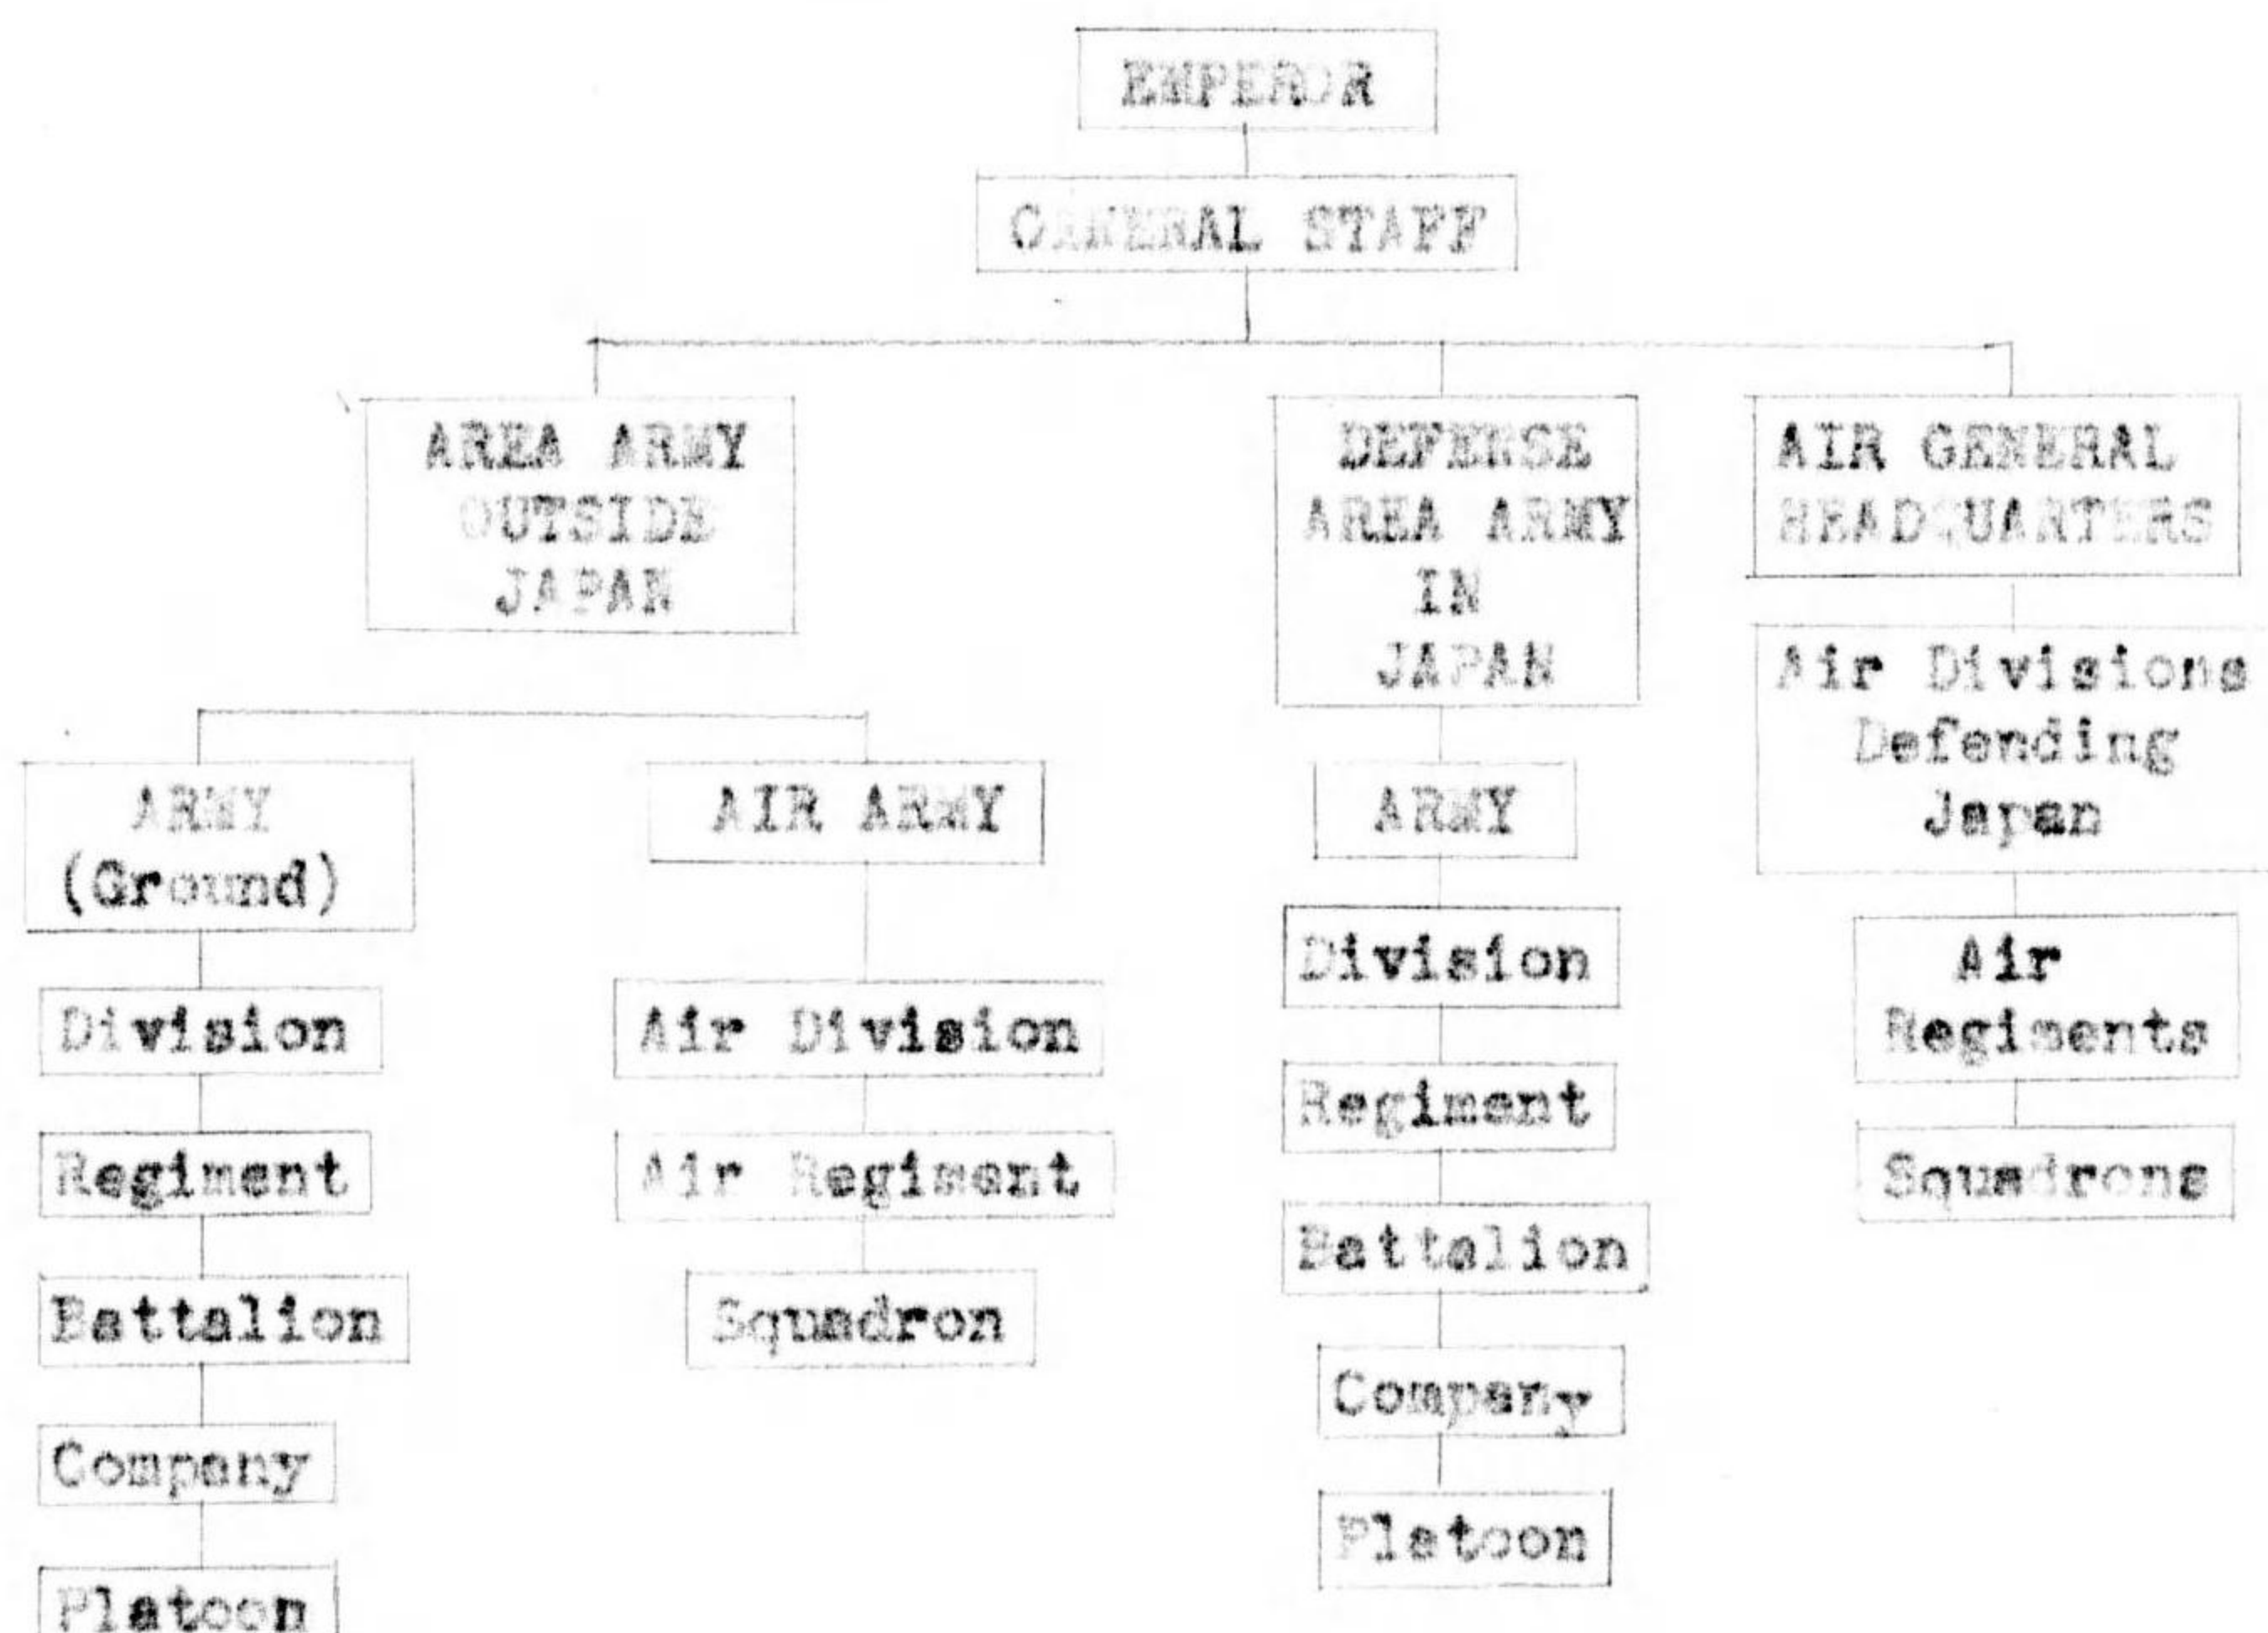 EMPEROR
GENERAL STAFF
AREA ARMY
OUTSIDE
JAPAN
DEFENSE
AREA ARMY
IN
JAPAN
AIR GENERAL
HEADQUARTERS
Air Divisions
Defending
Japan
ARMY
(Ground)
AIR ARMY
ARMY
Division
Air Division
Division
Air
Regiments
Regiment
Air Regiment
Regiment
Squadrons
Battalion
Squadron
Battalion
Company
Company
Platoon
Platoon